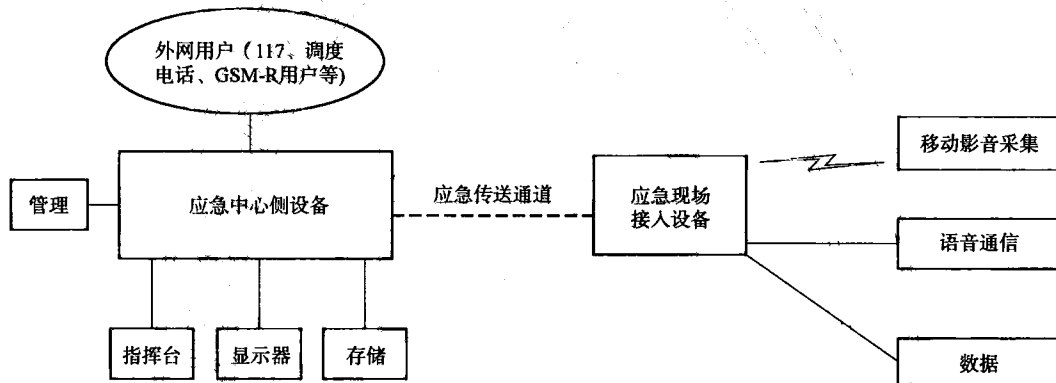 外网用户（117、调度
电话、GSM-R用户等)
移动影音采集
管理
应急中心侧设备
应急传送通道
应急现场
接入设备
语音通信
指挥台
显示器
存储
数据